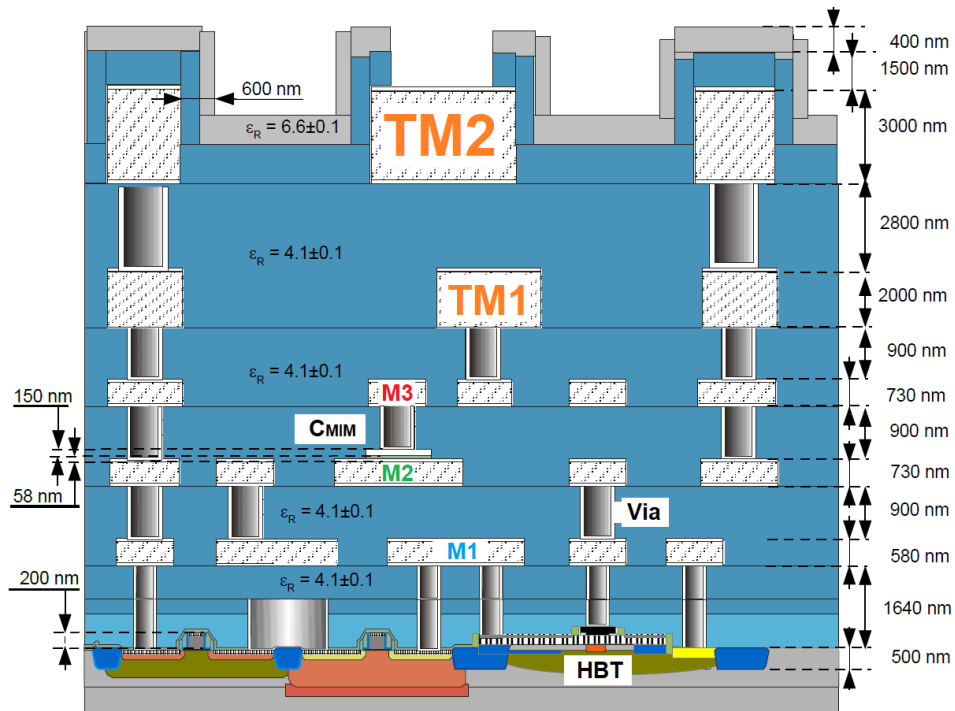 400 nm
1500 nm
600 nm
εR = 6.6±0.1
TM2
3000 nm
2800 nm
εR = 4.1±0.1
TM1
2000 nm
900 nm
εR = 4.1±0.1
M3
730 nm
150 nm
CMIM
900 nm
M2
730 nm
58 nm
εR = 4.1±0.1
Via
900 nm
M1
580 nm
200 nm
εR = 4.1±0.1
1640 nm
HBT
500 nm